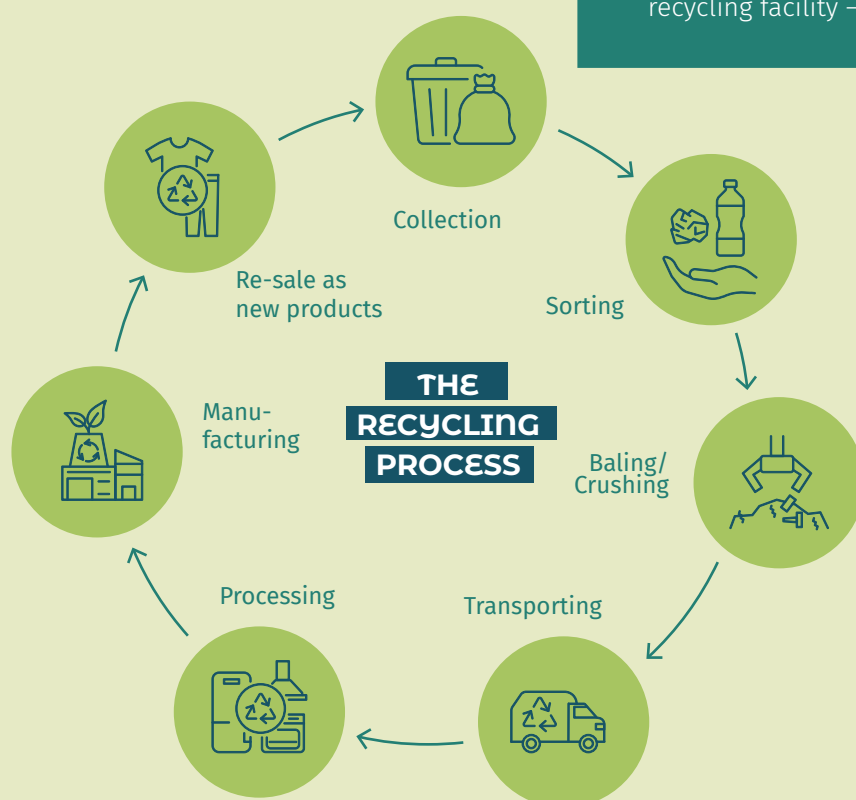 recycling facility –
Collection
Sorting
Baling/
Crushing
Transporting
Processing
Manu-
facturing
Re-sale as
new products
THE
RECYCLING
PROCESS